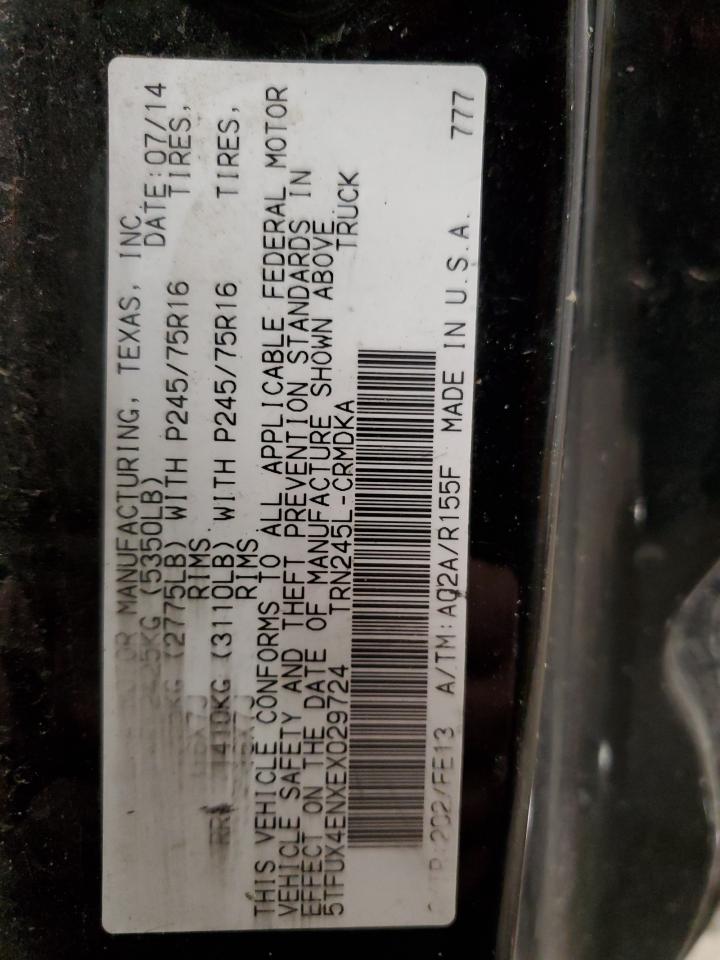 MANUFACTURING, TEXAS, INC.
(5350LB) DATE:07/14
KG (2775LB) WITH P245/75R16 TIRES,
RIMS
1410KG (3110LB) WITH P245/75R16 TIRES,
RIMS
THIS VEHICLE CONFORMS TO ALL APPLICABLE FEDERAL MOTOR
VEHICLE SAFETY AND THEFT PREVENTION STANDARDS IN
EFFECT ON THE DATE OF MANUFACTURE SHOWN ABOVE.
5TFUX4ENXEX029724 TRN245L-CRMDKA TRUCK
202/FE13 A/TM:A02A/R155F MADE IN U.S.A. 777